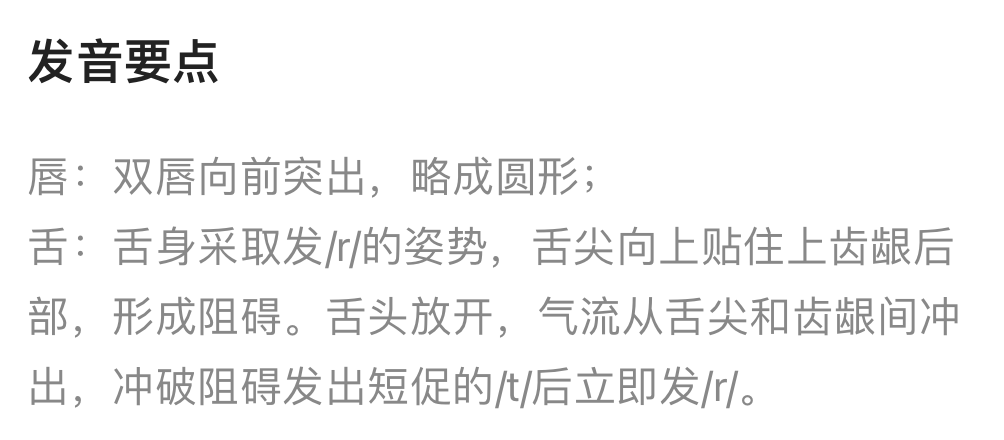 发音要点
唇：双唇向前突出，略成圆形；
舌：舌身采取发/r/的姿势，舌尖向上贴住上齿龈后
部，形成阻碍。舌头放开，气流从舌尖和齿龈间冲
出，冲破阻碍发出短促的/t/后立即发/r/。